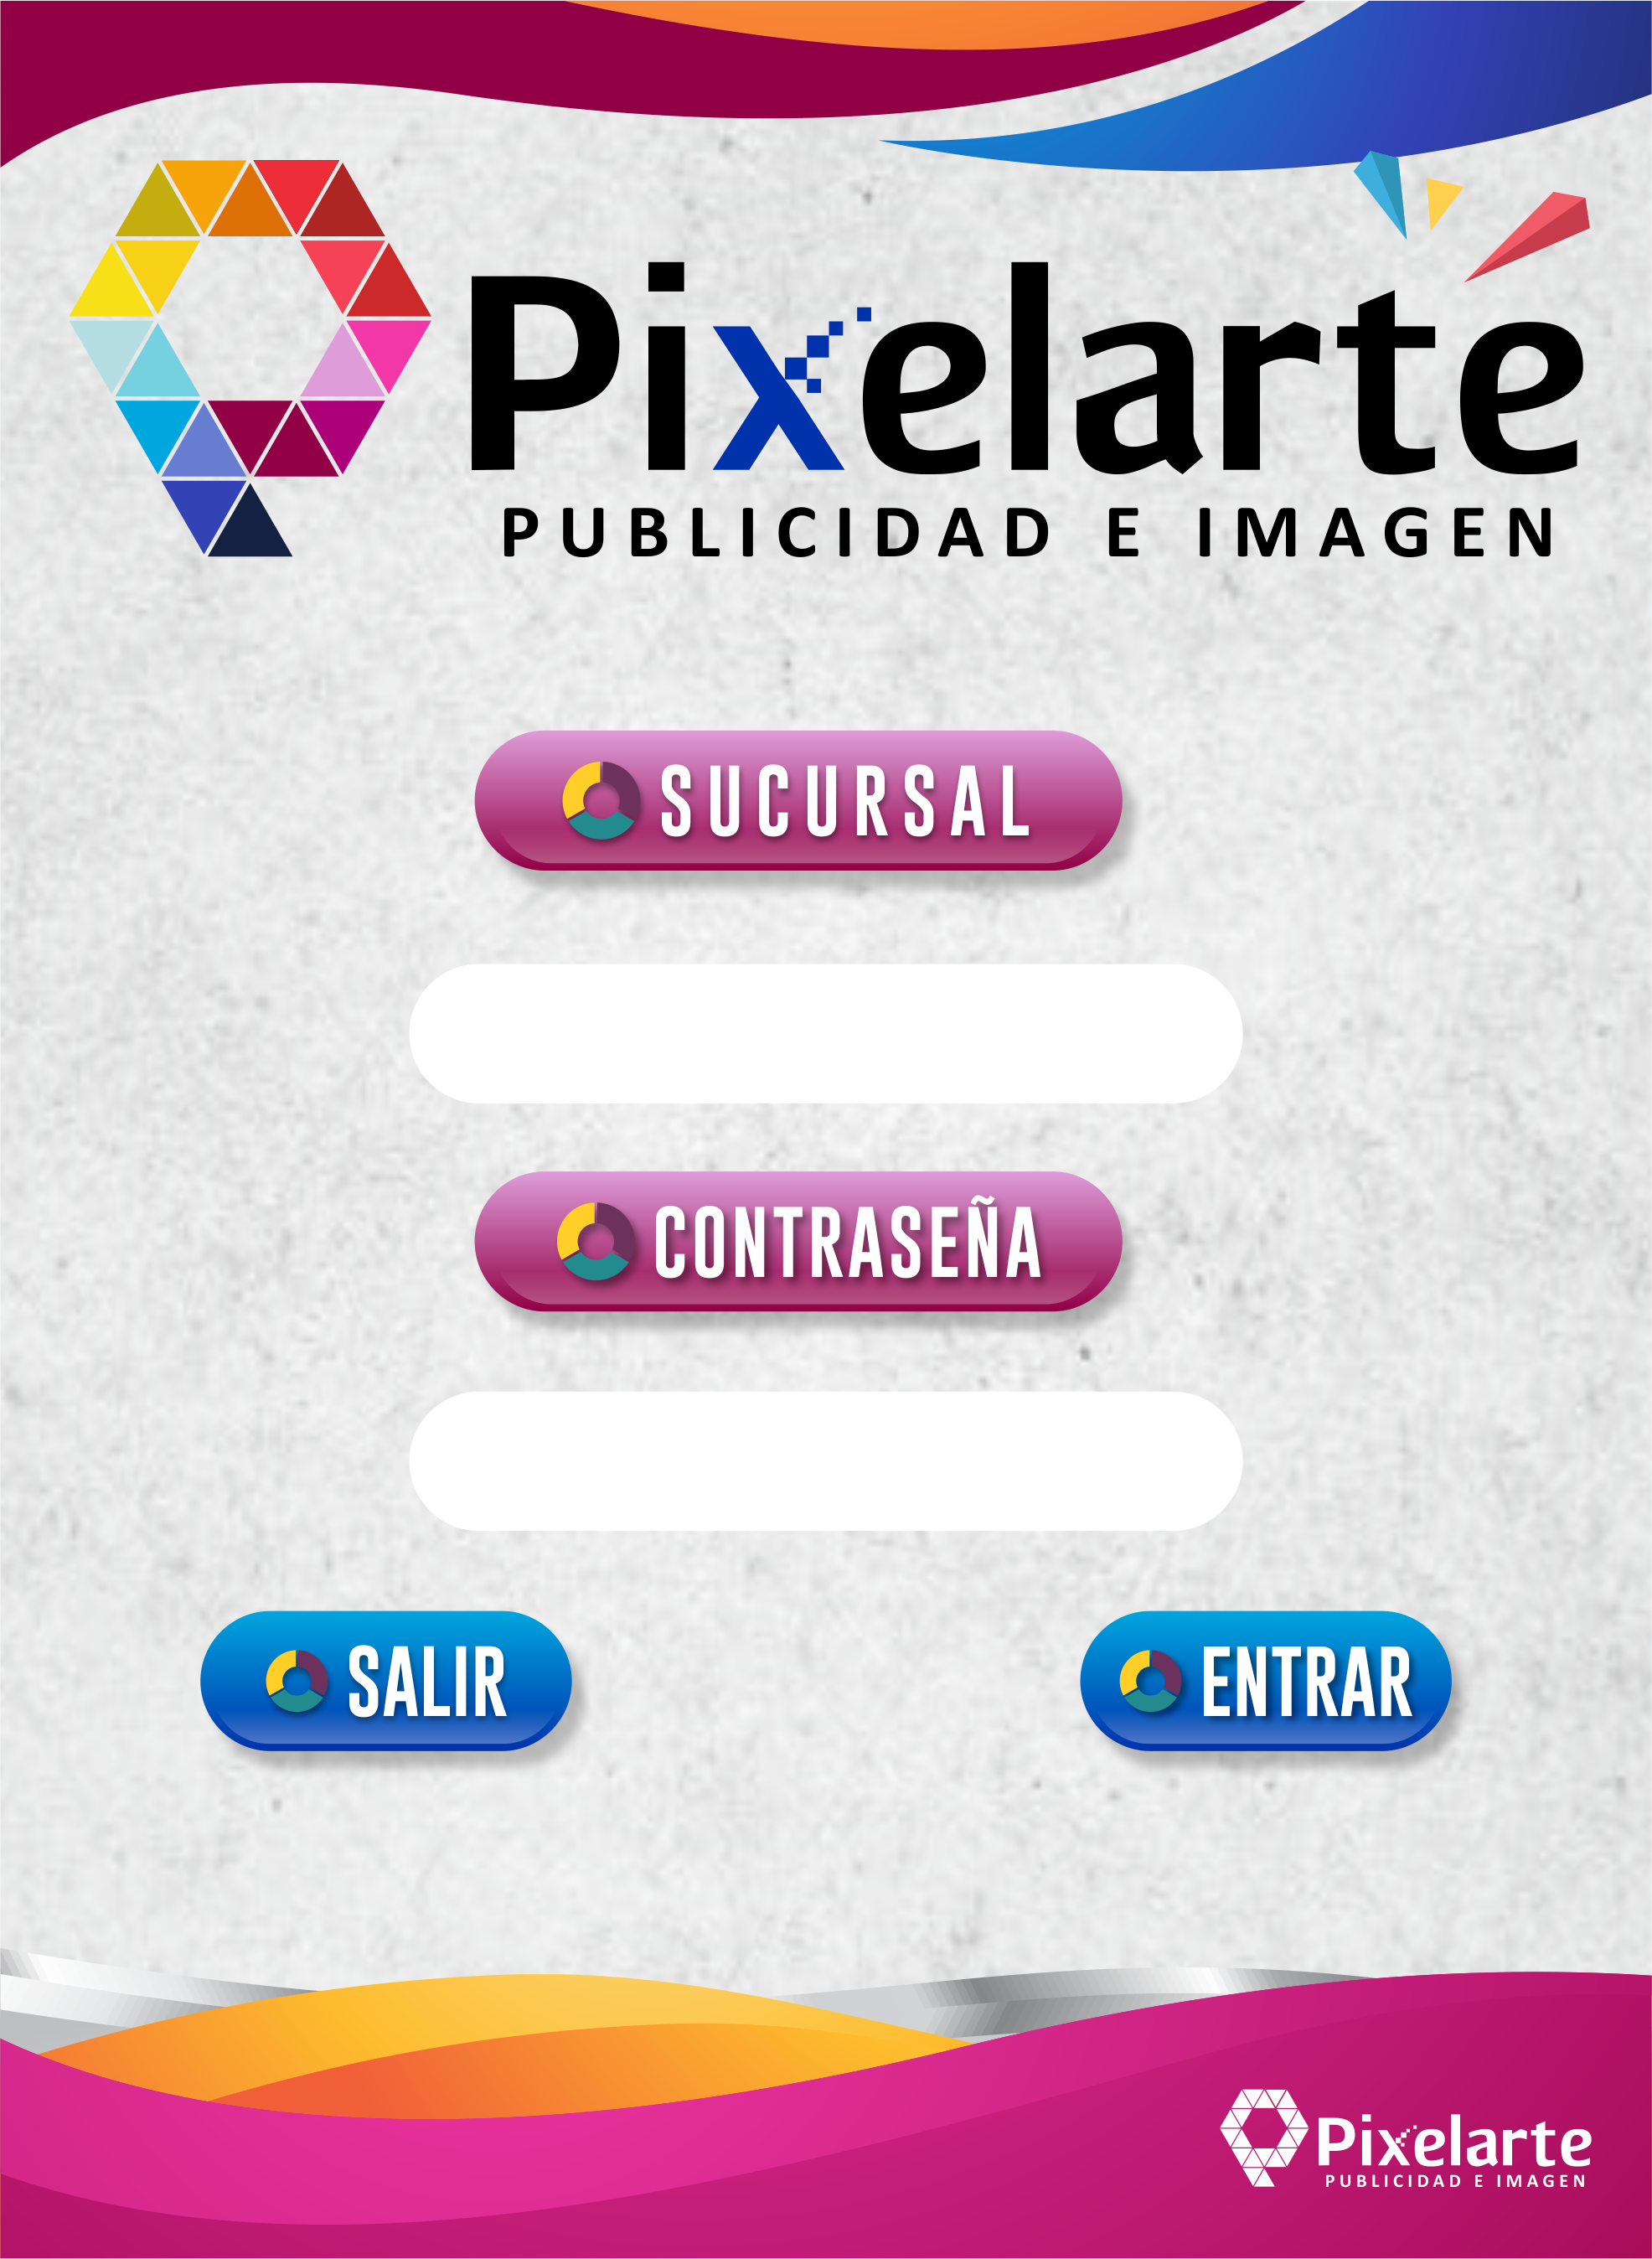 Pixelarte
PUBLICIDAD E IMAGEN
SUCURSAL
CONTRASEÑA
SALIR
ENTRAR
Pixelarte
PUBLICIDAD E IMAGEN